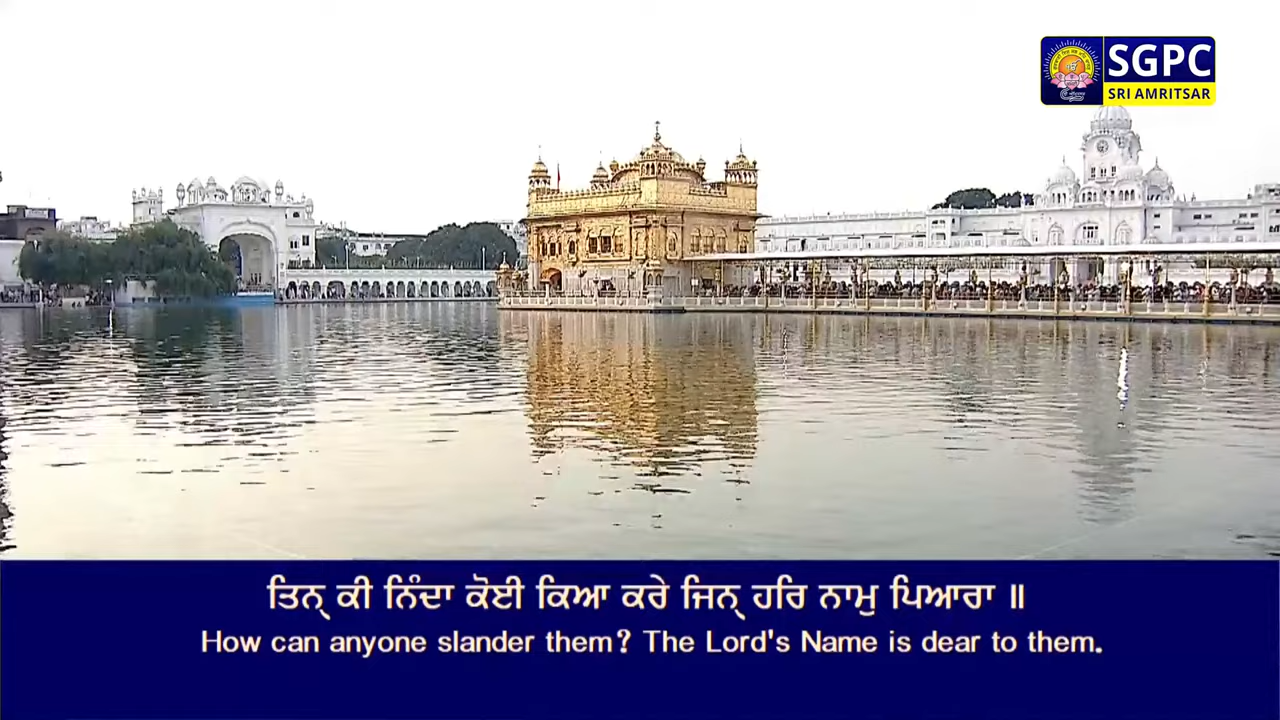 SGPC
SRI AMRITSAR
ਤਿਨ੍ ਕੀ ਨਿੰਦਾ ਕੋਈ ਕਿਆ ਕਰੇ ਜਿਨ੍ ਹਰਿ ਨਾਮੁ ਪਿਆਰਾ ॥
How can anyone slander them? The Lord's Name is dear to them.